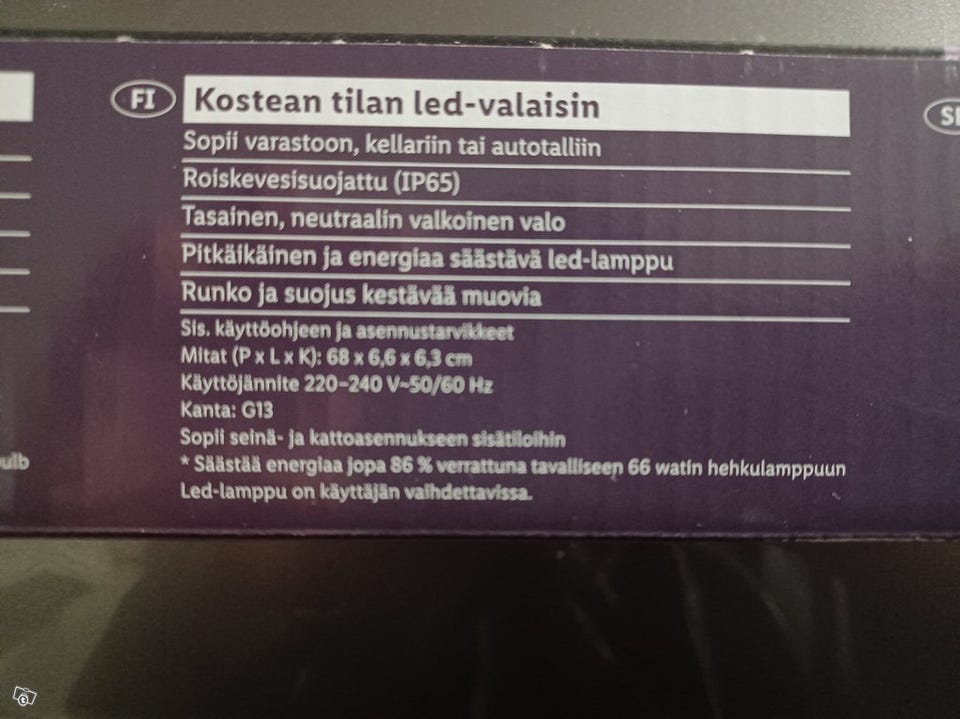 FI
Kostean tilan led-valaisin
Sopii varastoon, kellariin tai autotalliin
Roiskevesisuojattu (IP65)
Tasainen, neutraalin valkoinen valo
Pitkäikäinen ja energiaa säästävä led-lamppu
Runko ja suojus kestävää muovia
Sis. käyttöohjeen ja asennustarvikkeet
Mitat (P x L x K): 68 x 6,6 x 6,3 cm
Käyttöjännite 220-240 V~50/60 Hz
Kanta: G13
Sopii seinä- ja kattoasennukseen sisätiloihin
* Säästää energiaa jopa 86 % verrattuna tavalliseen 66 watin hehkulamppuun
Led-lamppu on käyttäjän vaihdettavissa.